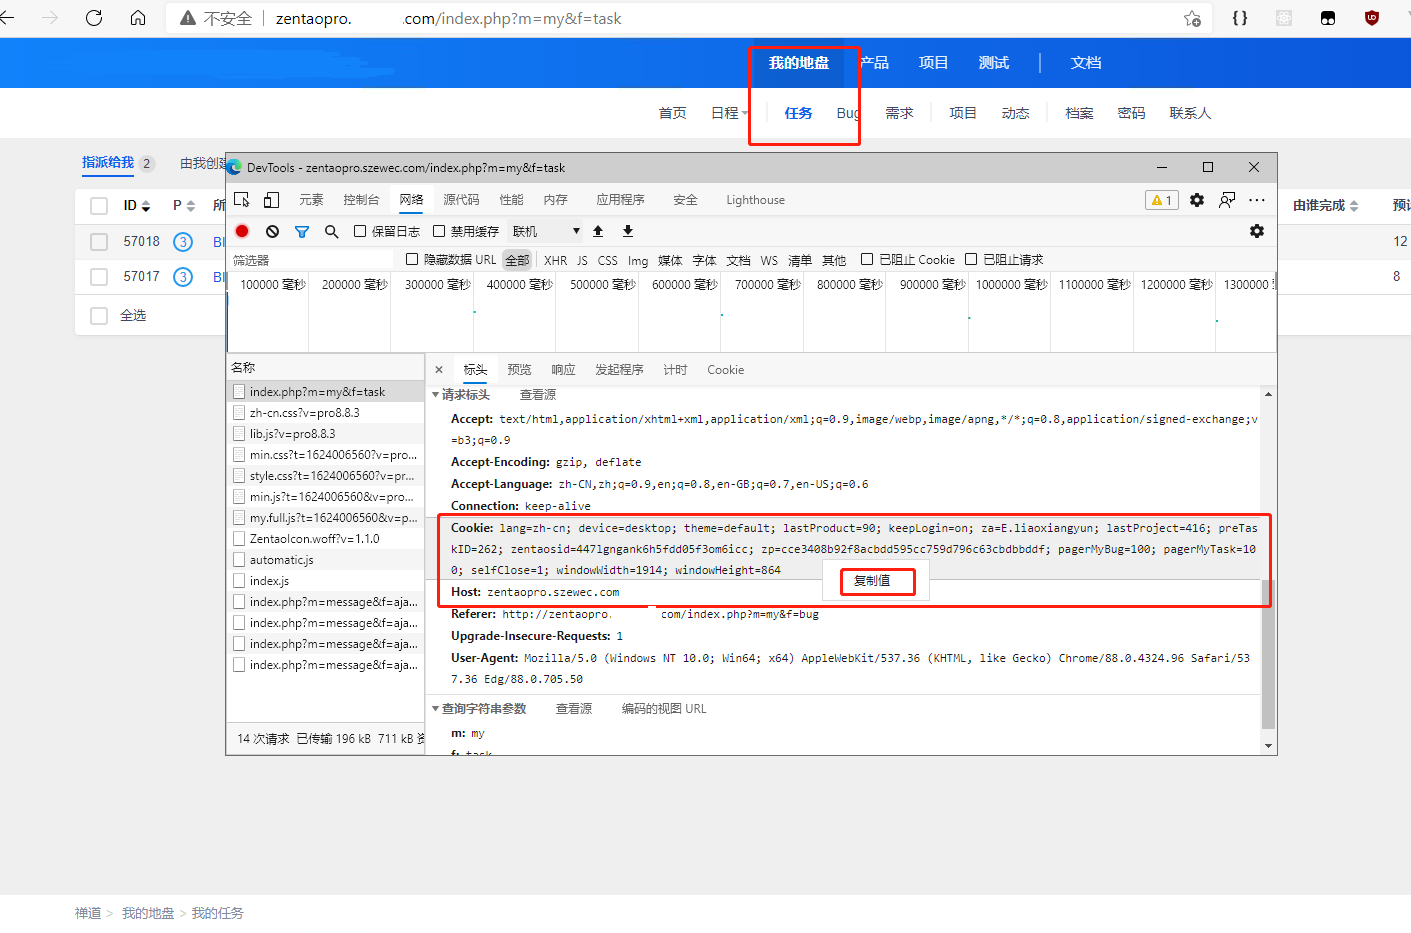 不安全 zentaopro. .com/index.php?m=my&f=task
我的地盘 产品 项目 测试 文档
首页 日程 任务 Bug 需求 项目 动态 档案 密码 联系人
指派给我 2 由我创建
DevTools - zentaopro.szewec.com/index.php?m=my&f=task
ID P 所
由谁完成 预计
57018 3 BI
12
57017 3 BI
8
全选
元素 控制台 网络 源代码 性能 内存 应用程序 安全 Lighthouse
1
保留日志 禁用缓存 联机
筛选器 隐藏数据 URL 全部 XHR JS CSS Img 媒体 字体 文档 WS 清单 其他 已阻止 Cookie 已阻止请求
100000 毫秒 200000 毫秒 300000 毫秒 400000 毫秒 500000 毫秒 600000 毫秒 700000 毫秒 800000 毫秒 900000 毫秒 1000000 毫秒 1100000 毫秒 1200000 毫秒 1300000 毫
名称
index.php?m=my&f=task
zh-cn.css?v=pro8.8.3
lib.js?v=pro8.8.3
min.css?t=1624006560?v=pro...
style.css?t=1624006560?v=pr...
min.js?t=1624006560&v=pro...
my.full.js?t=1624006560&v=p...
ZentaoIcon.woff?v=1.1.0
automatic.js
index.js
index.php?m=message&f=aja...
index.php?m=message&f=aja...
index.php?m=message&f=aja...
index.php?m=message&f=aja...
14 次请求 已传输 196 kB 711 kB 资
标头 预览 响应 发起程序 计时 Cookie
请求标头 查看源
Accept: text/html,application/xhtml+xml,application/xml;q=0.9,image/webp,image/apng,*/*;q=0.8,application/signed-exchange;v
=b3;q=0.9
Accept-Encoding: gzip, deflate
Accept-Language: zh-CN,zh;q=0.9,en;q=0.8,en-GB;q=0.7,en-US;q=0.6
Connection: keep-alive
Cookie: lang=zh-cn; device=desktop; theme=default; lastProduct=90; keepLogin=on; za=E.liaoxiangyun; lastProject=416; preTas
kID=262; zentaosid=447lgngank6h5fdd05f3om6icc; zp=cce3408b92f8acbdd595cc759d796c63cbdbbddf; pagerMyBug=100; pagerMyTask=10
0; selfClose=1; windowWidth=1914; windowHeight=864
复制值
Host: zentaopro.szewec.com
Referer: http://zentaopro. com/index.php?m=my&f=bug
Upgrade-Insecure-Requests: 1
User-Agent: Mozilla/5.0 (Windows NT 10.0; Win64; x64) AppleWebKit/537.36 (KHTML, like Gecko) Chrome/88.0.4324.96 Safari/53
7.36 Edg/88.0.705.50
查询字符串参数 查看源 编码的视图 URL
m: my
f: task
禅道 > 我的地盘 > 我的任务